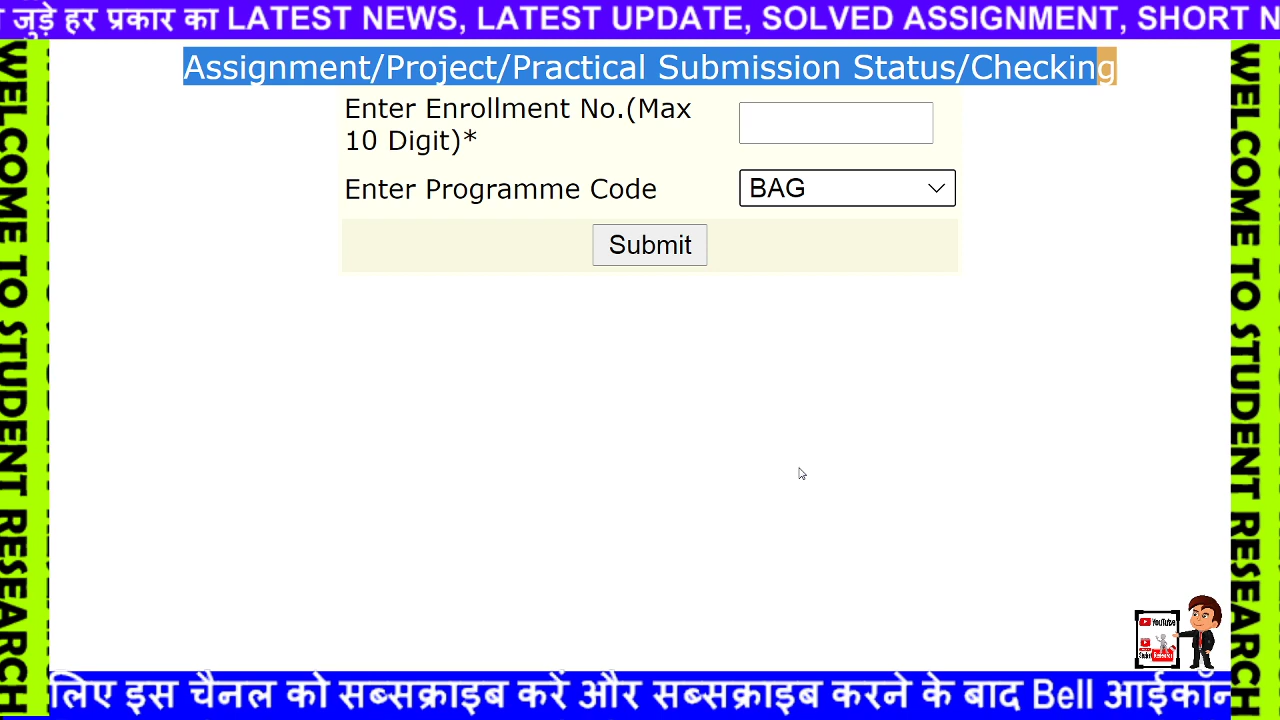 जुड़े हर प्रकार का LATEST NEWS, LATEST UPDATE, SOLVED ASSIGNMENT, SHORT N
WELCOME TO STUDENT RESEARCH
Assignment/Project/Practical Submission Status/Checking
Enter Enrollment No.(Max
10 Digit)*
Enter Programme Code
BAG
Submit
WELCOME TO STUDENT RESEARCH
YouTube
लिए इस चैनल को सब्सक्राइब करें और सब्सक्राइब करने के बाद Bell आईकॉन